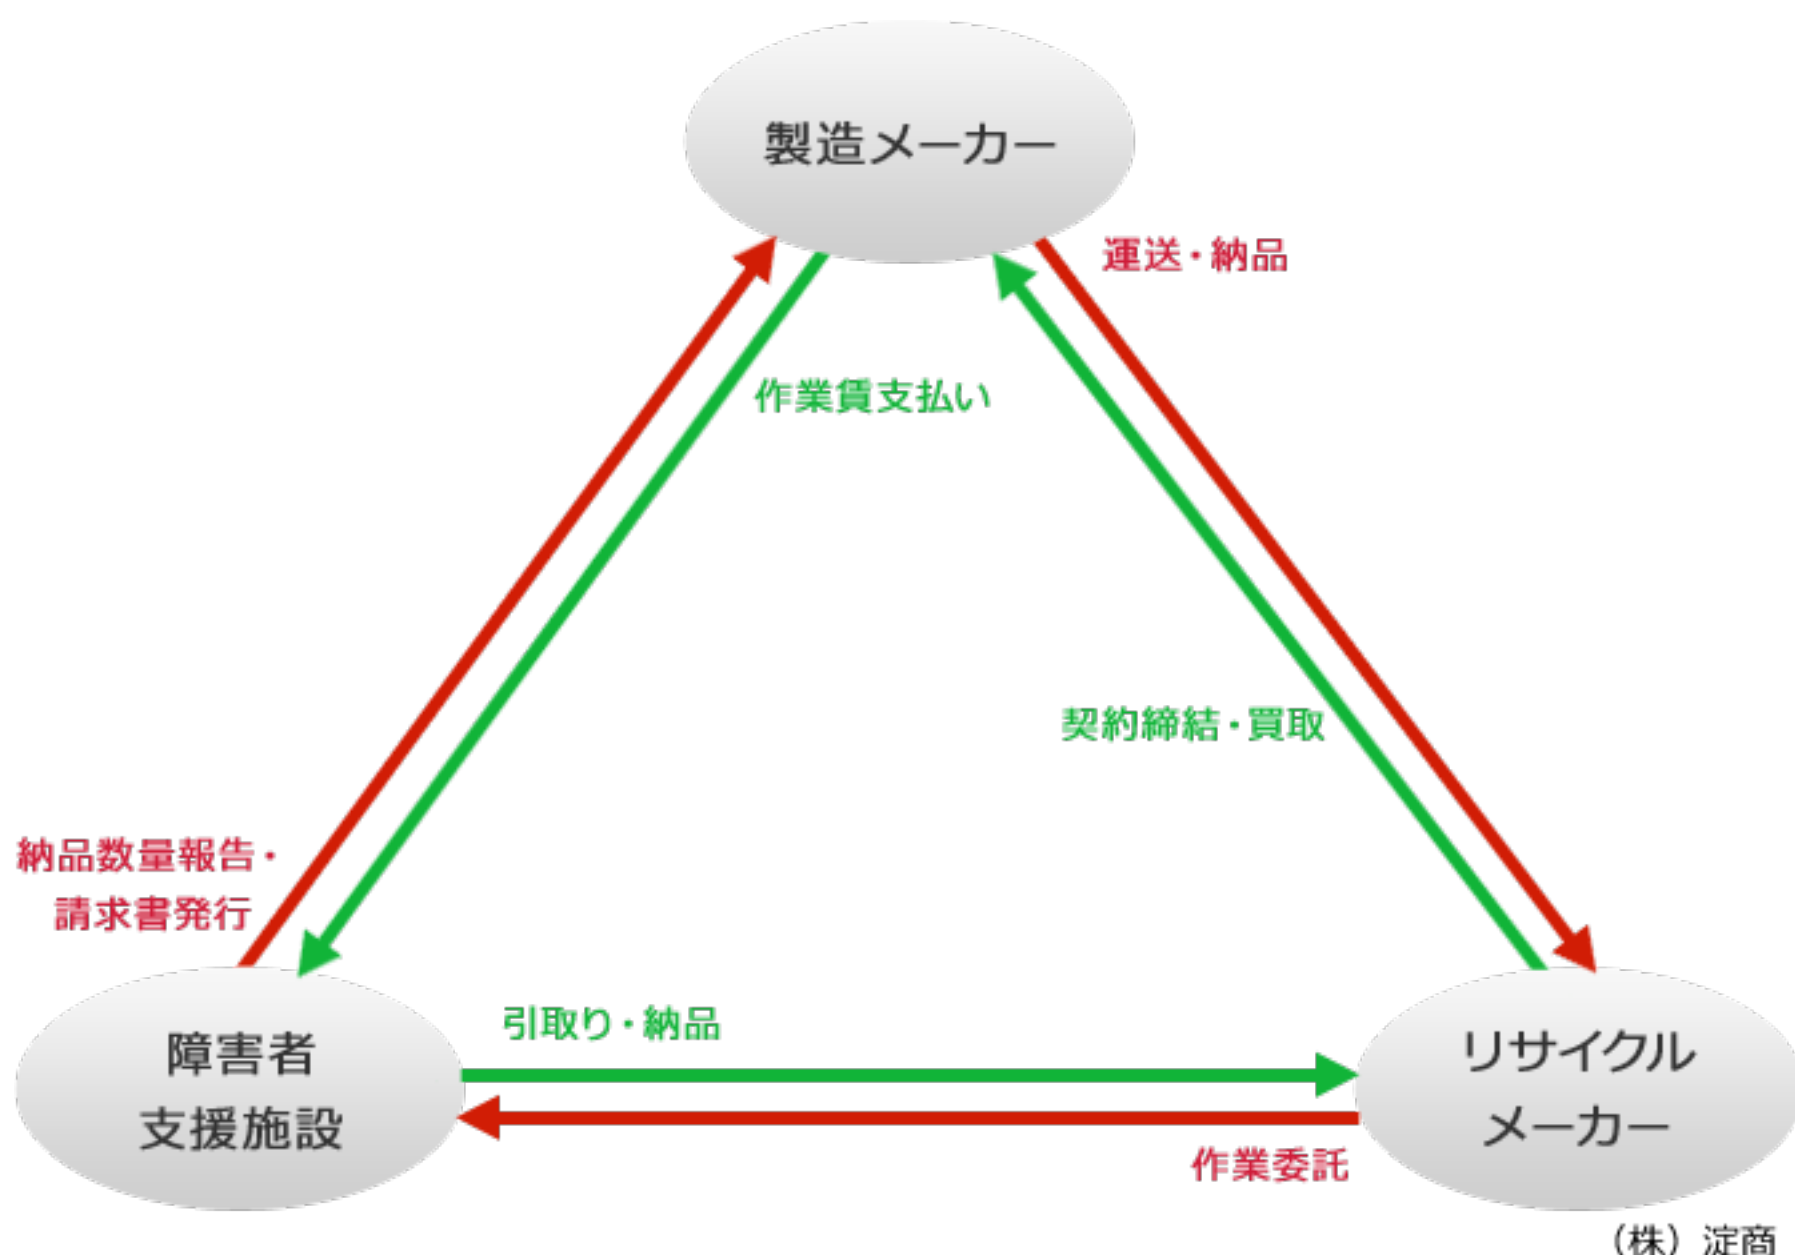 製造メーカー
運送・納品
作業賃支払い
契約締結・買取
納品数量報告・
請求書発行
引取り・納品
障害者
支援施設
リサイクル
メーカー
作業委託
（株）淀商